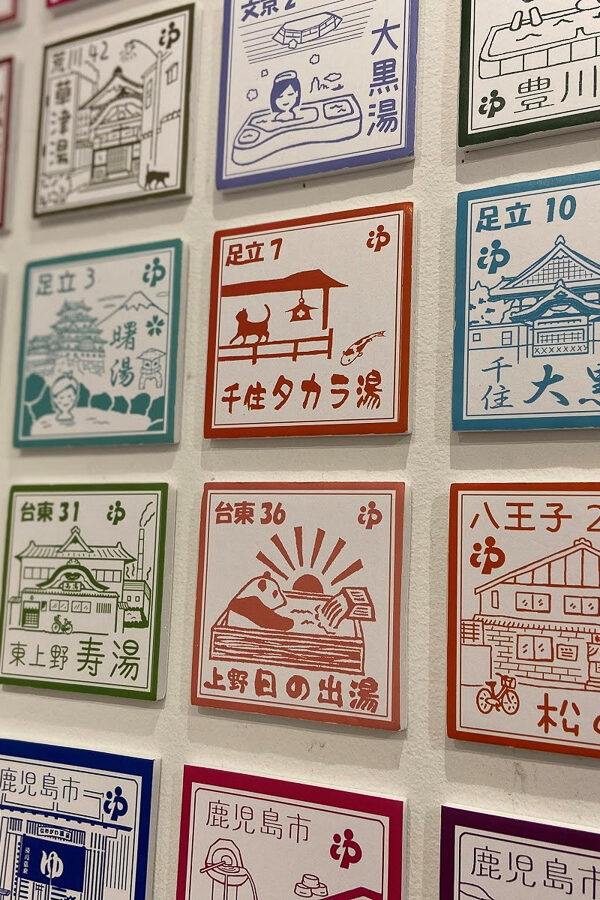 荒川 42
ゆ
草津湯
文京 2
大黒湯
ゆ
豊川
足立 3
ゆ
曙湯
足立 7
ゆ
千住タカラ湯
足立 10
ゆ
千住
大黒
台東 31
ゆ
東上野 寿湯
台東 36
ゆ
上野日の出湯
八王子 2
ゆ
松の
鹿児島市
ゆ
ゆ
鹿児島市
ゆ
鹿児島市